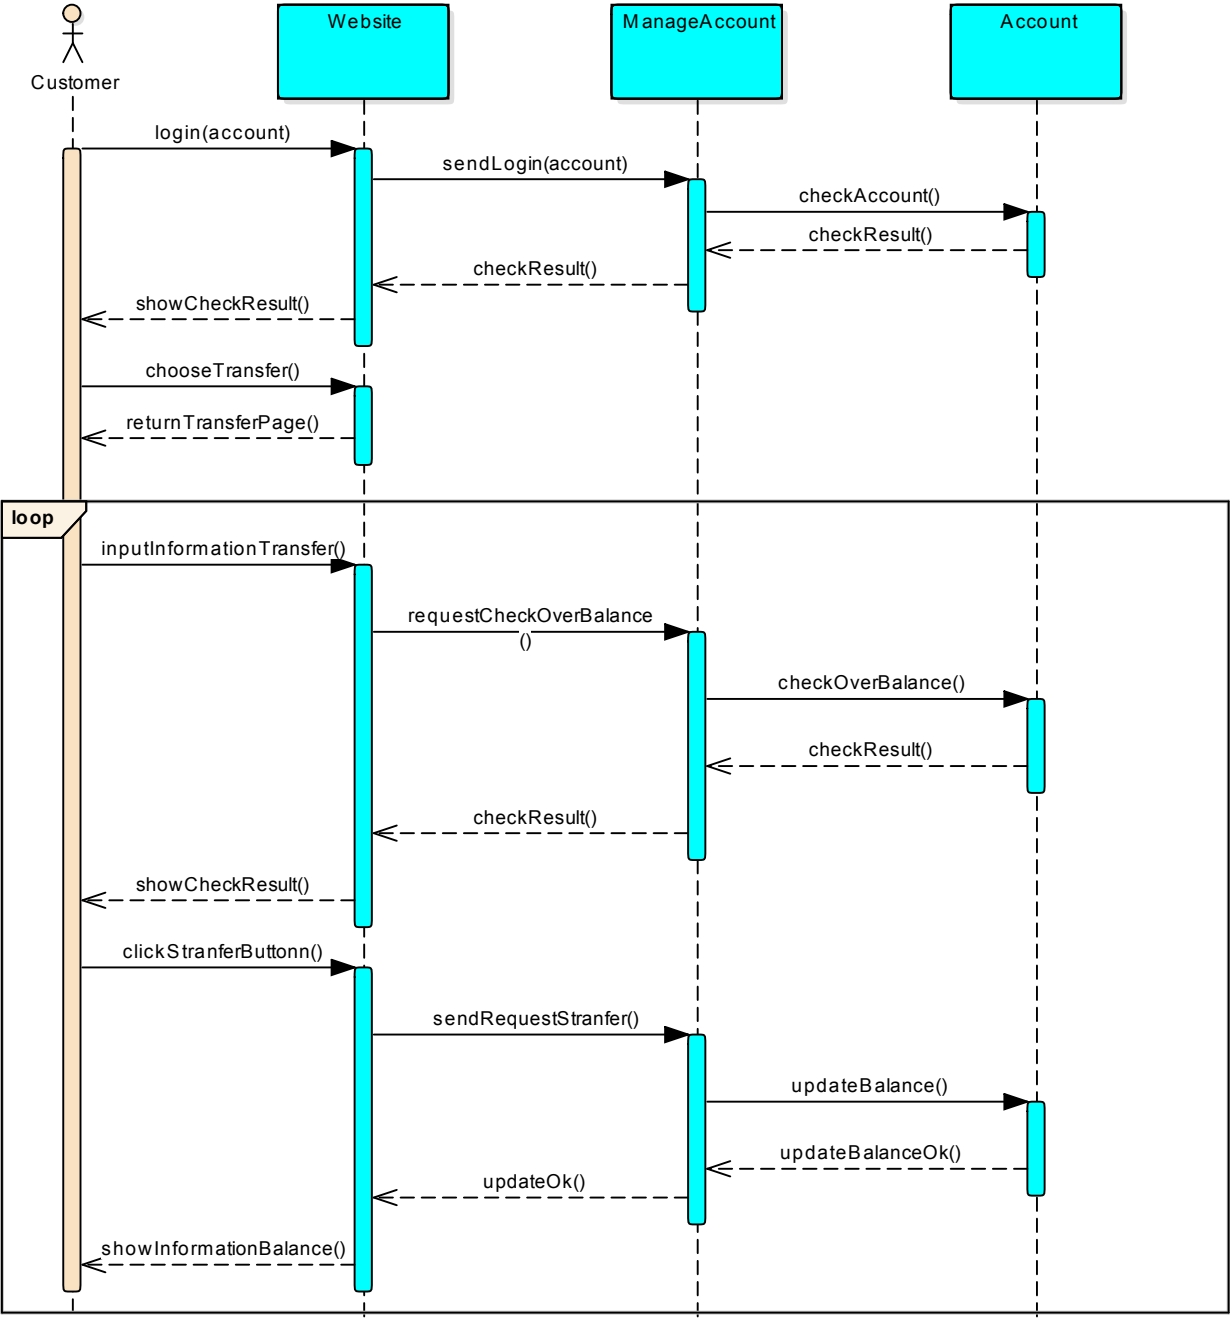 Website
ManageAccount
Account
Customer
login(account)
sendLogin(account)
checkAccount()
checkResult()
checkResult()
showCheckResult()
chooseTransfer()
returnTransferPage()
loop
inputInformationTransfer()
requestCheckOverBalance
()
checkOverBalance()
checkResult()
checkResult()
showCheckResult()
clickStranferButtonn()
sendRequestStranfer()
updateBalance()
updateBalanceOk()
updateOk()
showInformationBalance()